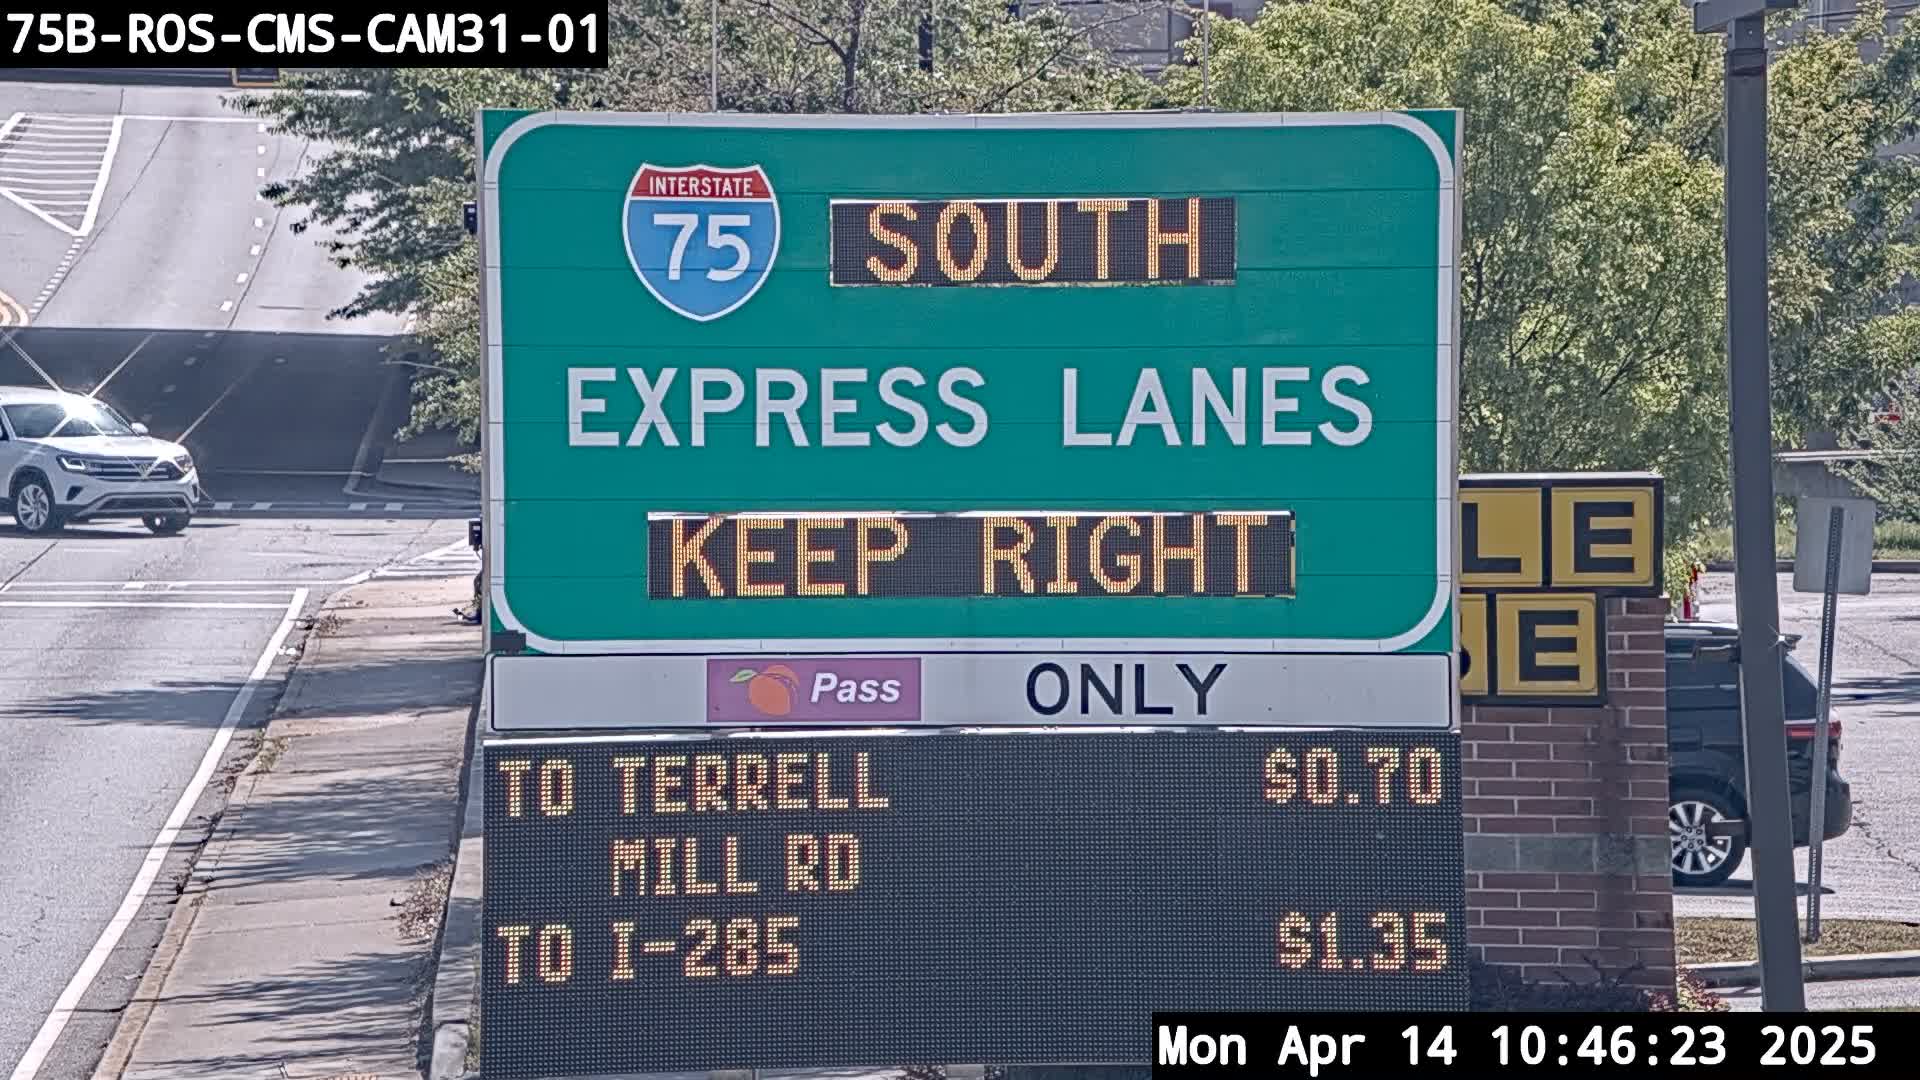 75B-ROS-CMS-CAM31-01
INTERSTATE
75
SOUTH
EXPRESS LANES
KEEP RIGHT
Pass ONLY
LE
E
TO TERRELL $0.70
MILL RD
TO I-285 $1.35
Mon Apr 14 10:46:23 2025